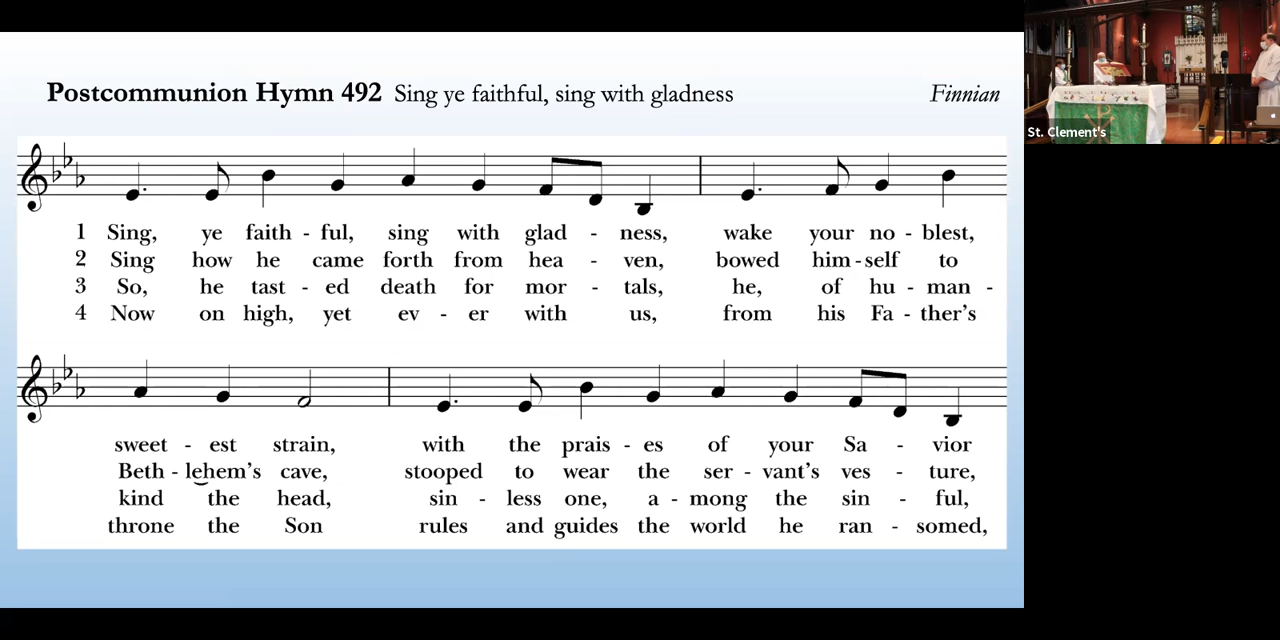 Postcommunion Hymn 492 Sing ye faithful, sing with gladness Finnian
1 Sing, ye faith - ful, sing with glad - ness, wake your no - blest,
2 Sing how he came forth from hea - ven, bowed him - self to
3 So, he tast - ed death for mor - tals, he, of hu - man -
4 Now on high, yet ev - er with us, from his Fa - ther's
sweet - est strain, with the prais - es of your Sa - vior
Beth - lehem's cave, stooped to wear the ser - vant's ves - ture,
kind the head, sin - less one, a - mong the sin - ful,
throne the Son rules and guides the world he ran - somed,
St. Clement's